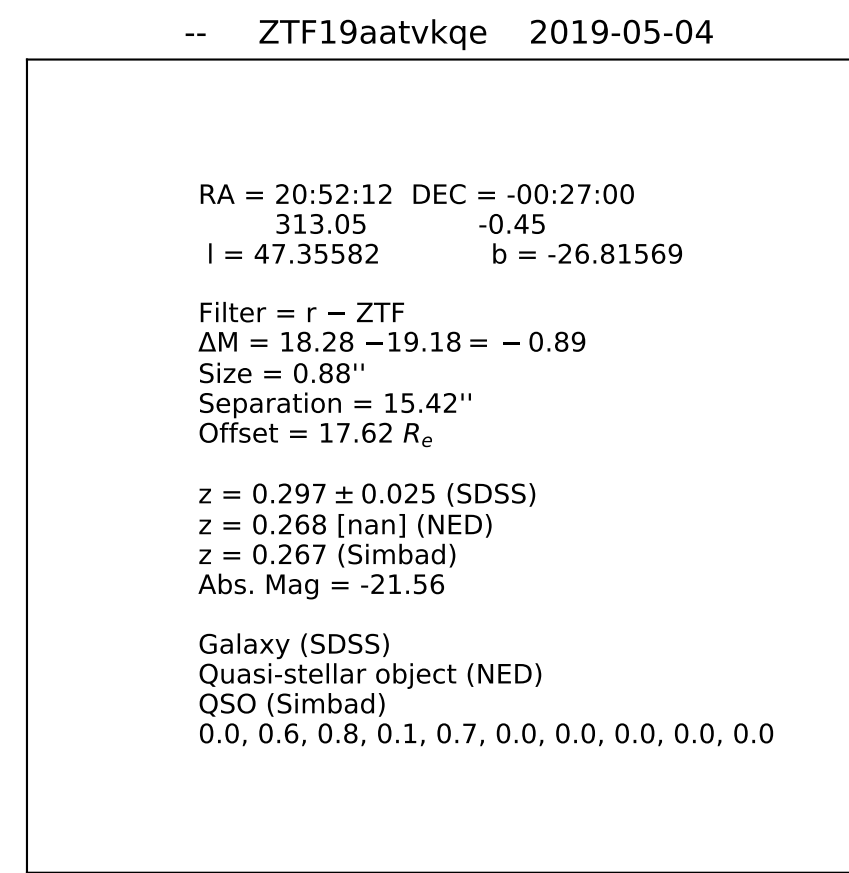 -- ZTF19aatvkqe 2019-05-04
RA = 20:52:12 DEC = -00:27:00
313.05 -0.45
l = 47.35582 b = -26.81569
Filter = r − ZTF
ΔM = 18.28 −19.18 = − 0.89
Size = 0.88''
Separation = 15.42''
Offset = 17.62 Rₑ
z = 0.297 ± 0.025 (SDSS)
z = 0.268 [nan] (NED)
z = 0.267 (Simbad)
Abs. Mag = -21.56
Galaxy (SDSS)
Quasi-stellar object (NED)
QSO (Simbad)
0.0, 0.6, 0.8, 0.1, 0.7, 0.0, 0.0, 0.0, 0.0, 0.0